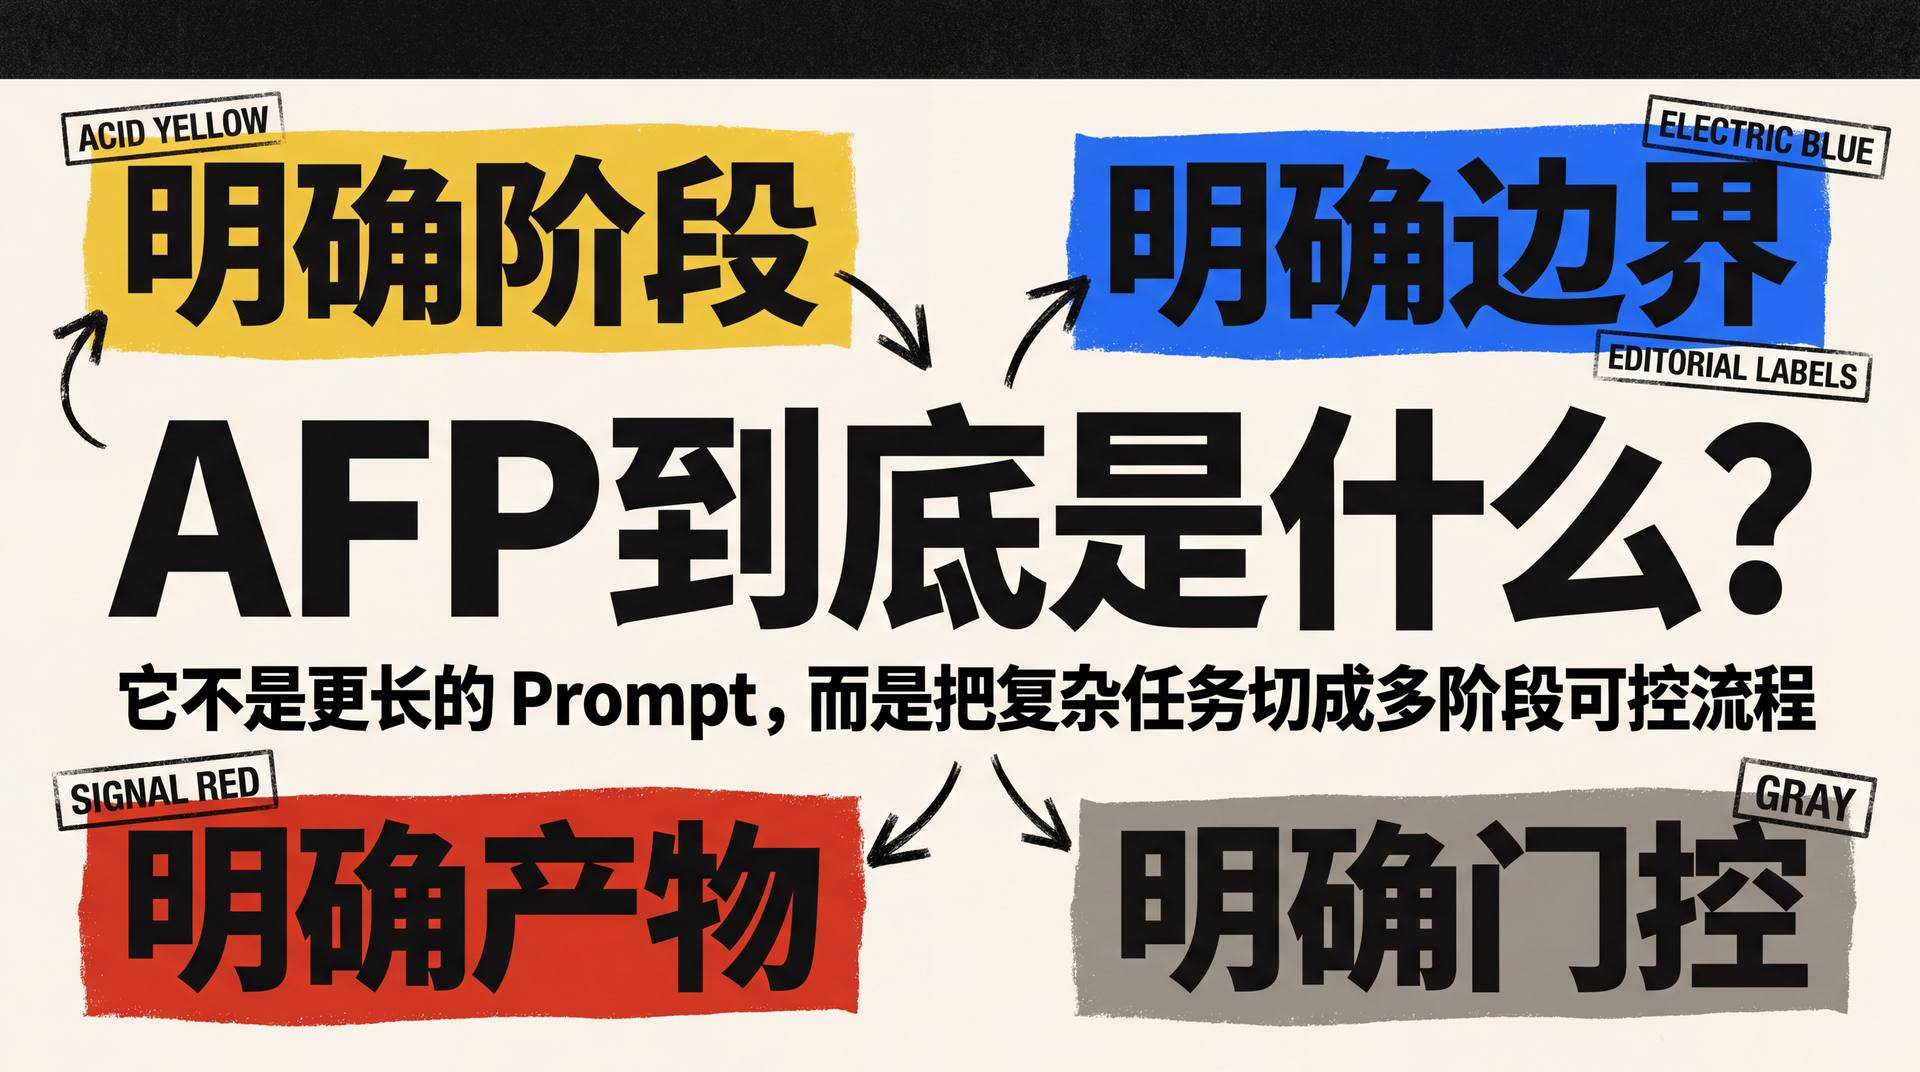 ACID YELLOW
明确阶段
ELECTRIC BLUE
明确边界
EDITORIAL LABELS
AFP到底是什么?
它不是更长的 Prompt，而是把复杂任务切成多阶段可控流程
SIGNAL RED
明确产物
GRAY
明确门控